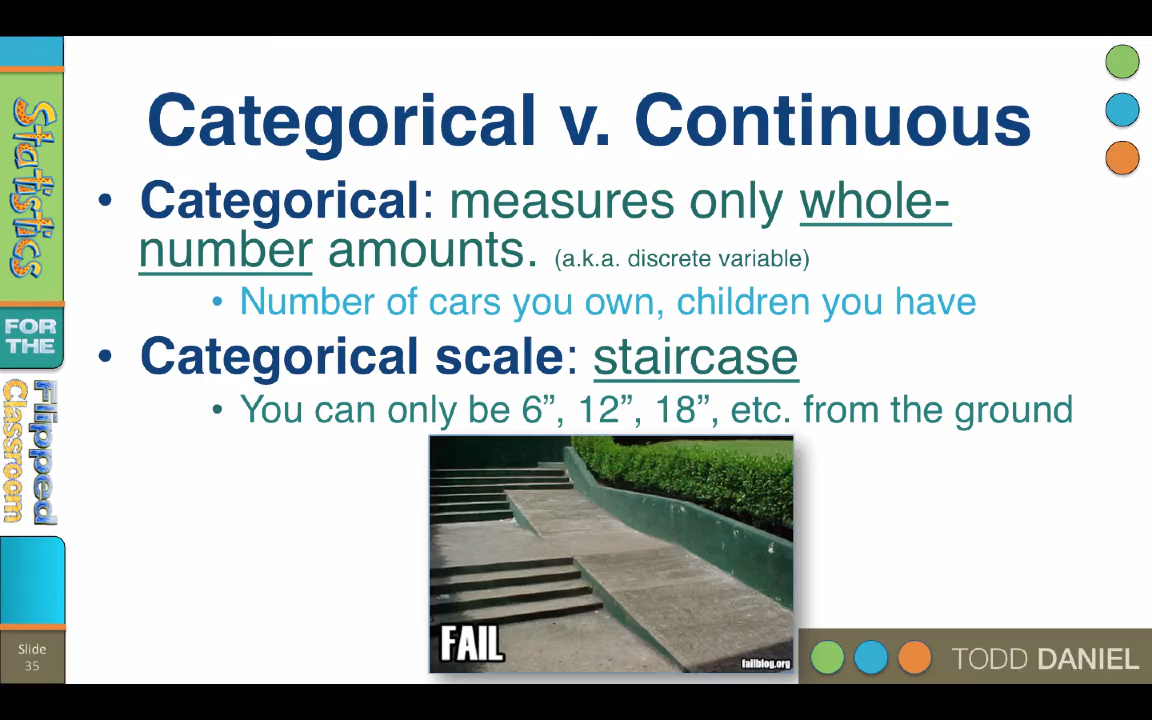 Categorical v. Continuous
• Categorical: measures only whole-
number amounts. (a.k.a. discrete variable)
• Number of cars you own, children you have
• Categorical scale: staircase
• You can only be 6”, 12”, 18”, etc. from the ground
FAIL
failblog.org
Statistics
FOR
THE
Flipped
Classroom
Slide
35
TODD DANIEL